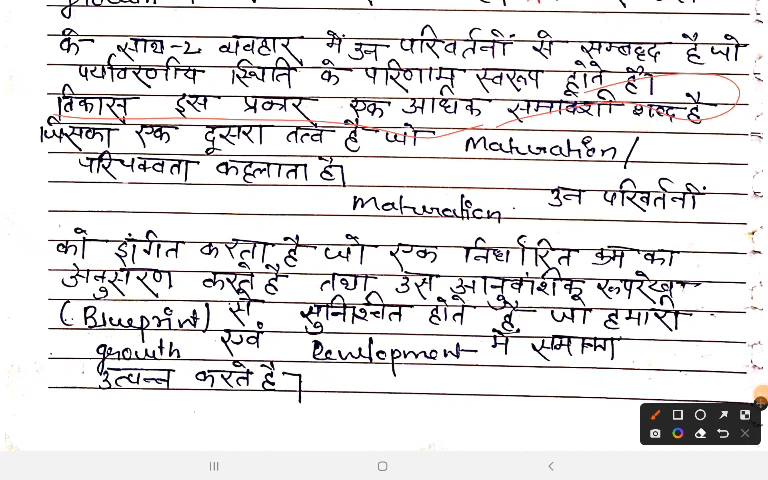 के साथ-2 व्यवहार में उन परिवर्तनों से सम्बद्ध है जो
पर्यावरणीय स्थिति के परिणाम स्वरूप होते है।
विकास इस प्रकार एक अधिक समावेशी शब्द है
जिसका एक दूसरा तत्व है जो Maturation/
परिपक्वता कहलाता है।
Maturation उन परिवर्तनों
को इंगित करता है जो एक निर्धारित क्रम का
अनुसरण करते है तथा उस आनुवंशिक रूपरेखा
(Blueprint) से सुनिश्चित होते है जो हमारी
growth एवं Development में समानता
उत्पन्न करते है।